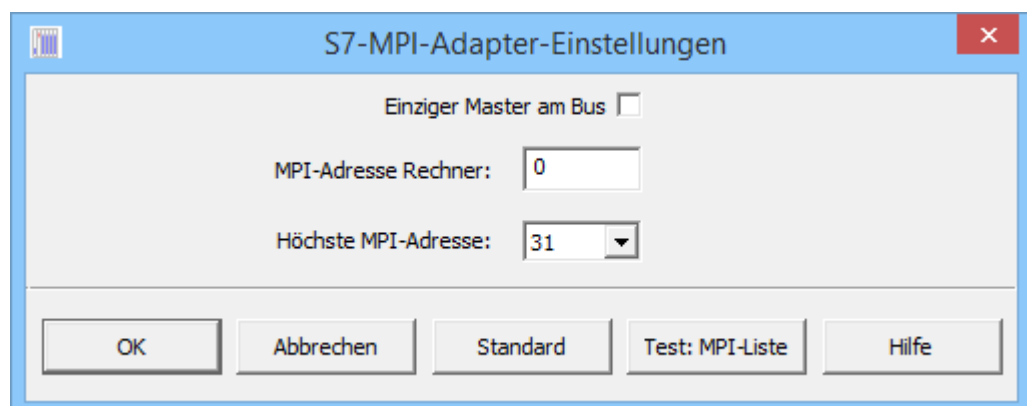 S7-MPI-Adapter-Einstellungen
Einziger Master am Bus
MPI-Adresse Rechner: 0
Höchste MPI-Adresse: 31
OK Abbrechen Standard Test: MPI-Liste Hilfe